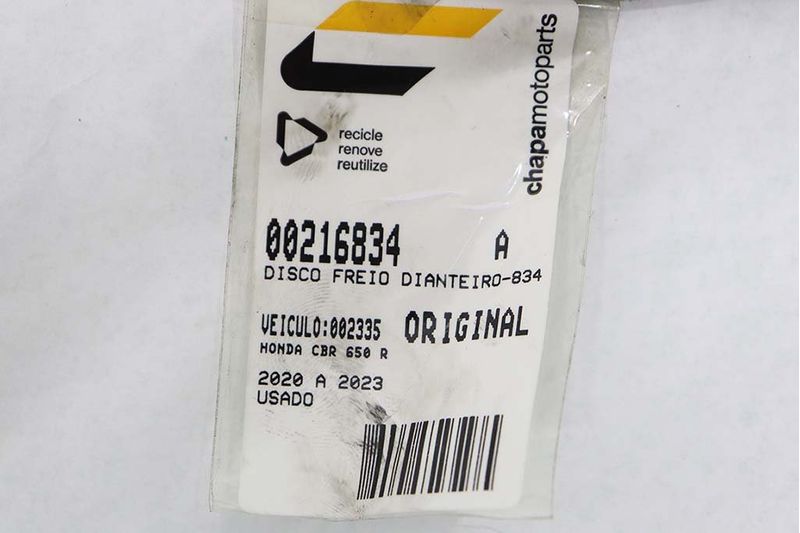 recicle
renove
reutilize
chapamotoparts
00216834 A
DISCO FREIO DIANTEIRO-834
VEICULO:002335 ORIGINAL
HONDA CBR 650 R
2020 A 2023
USADO